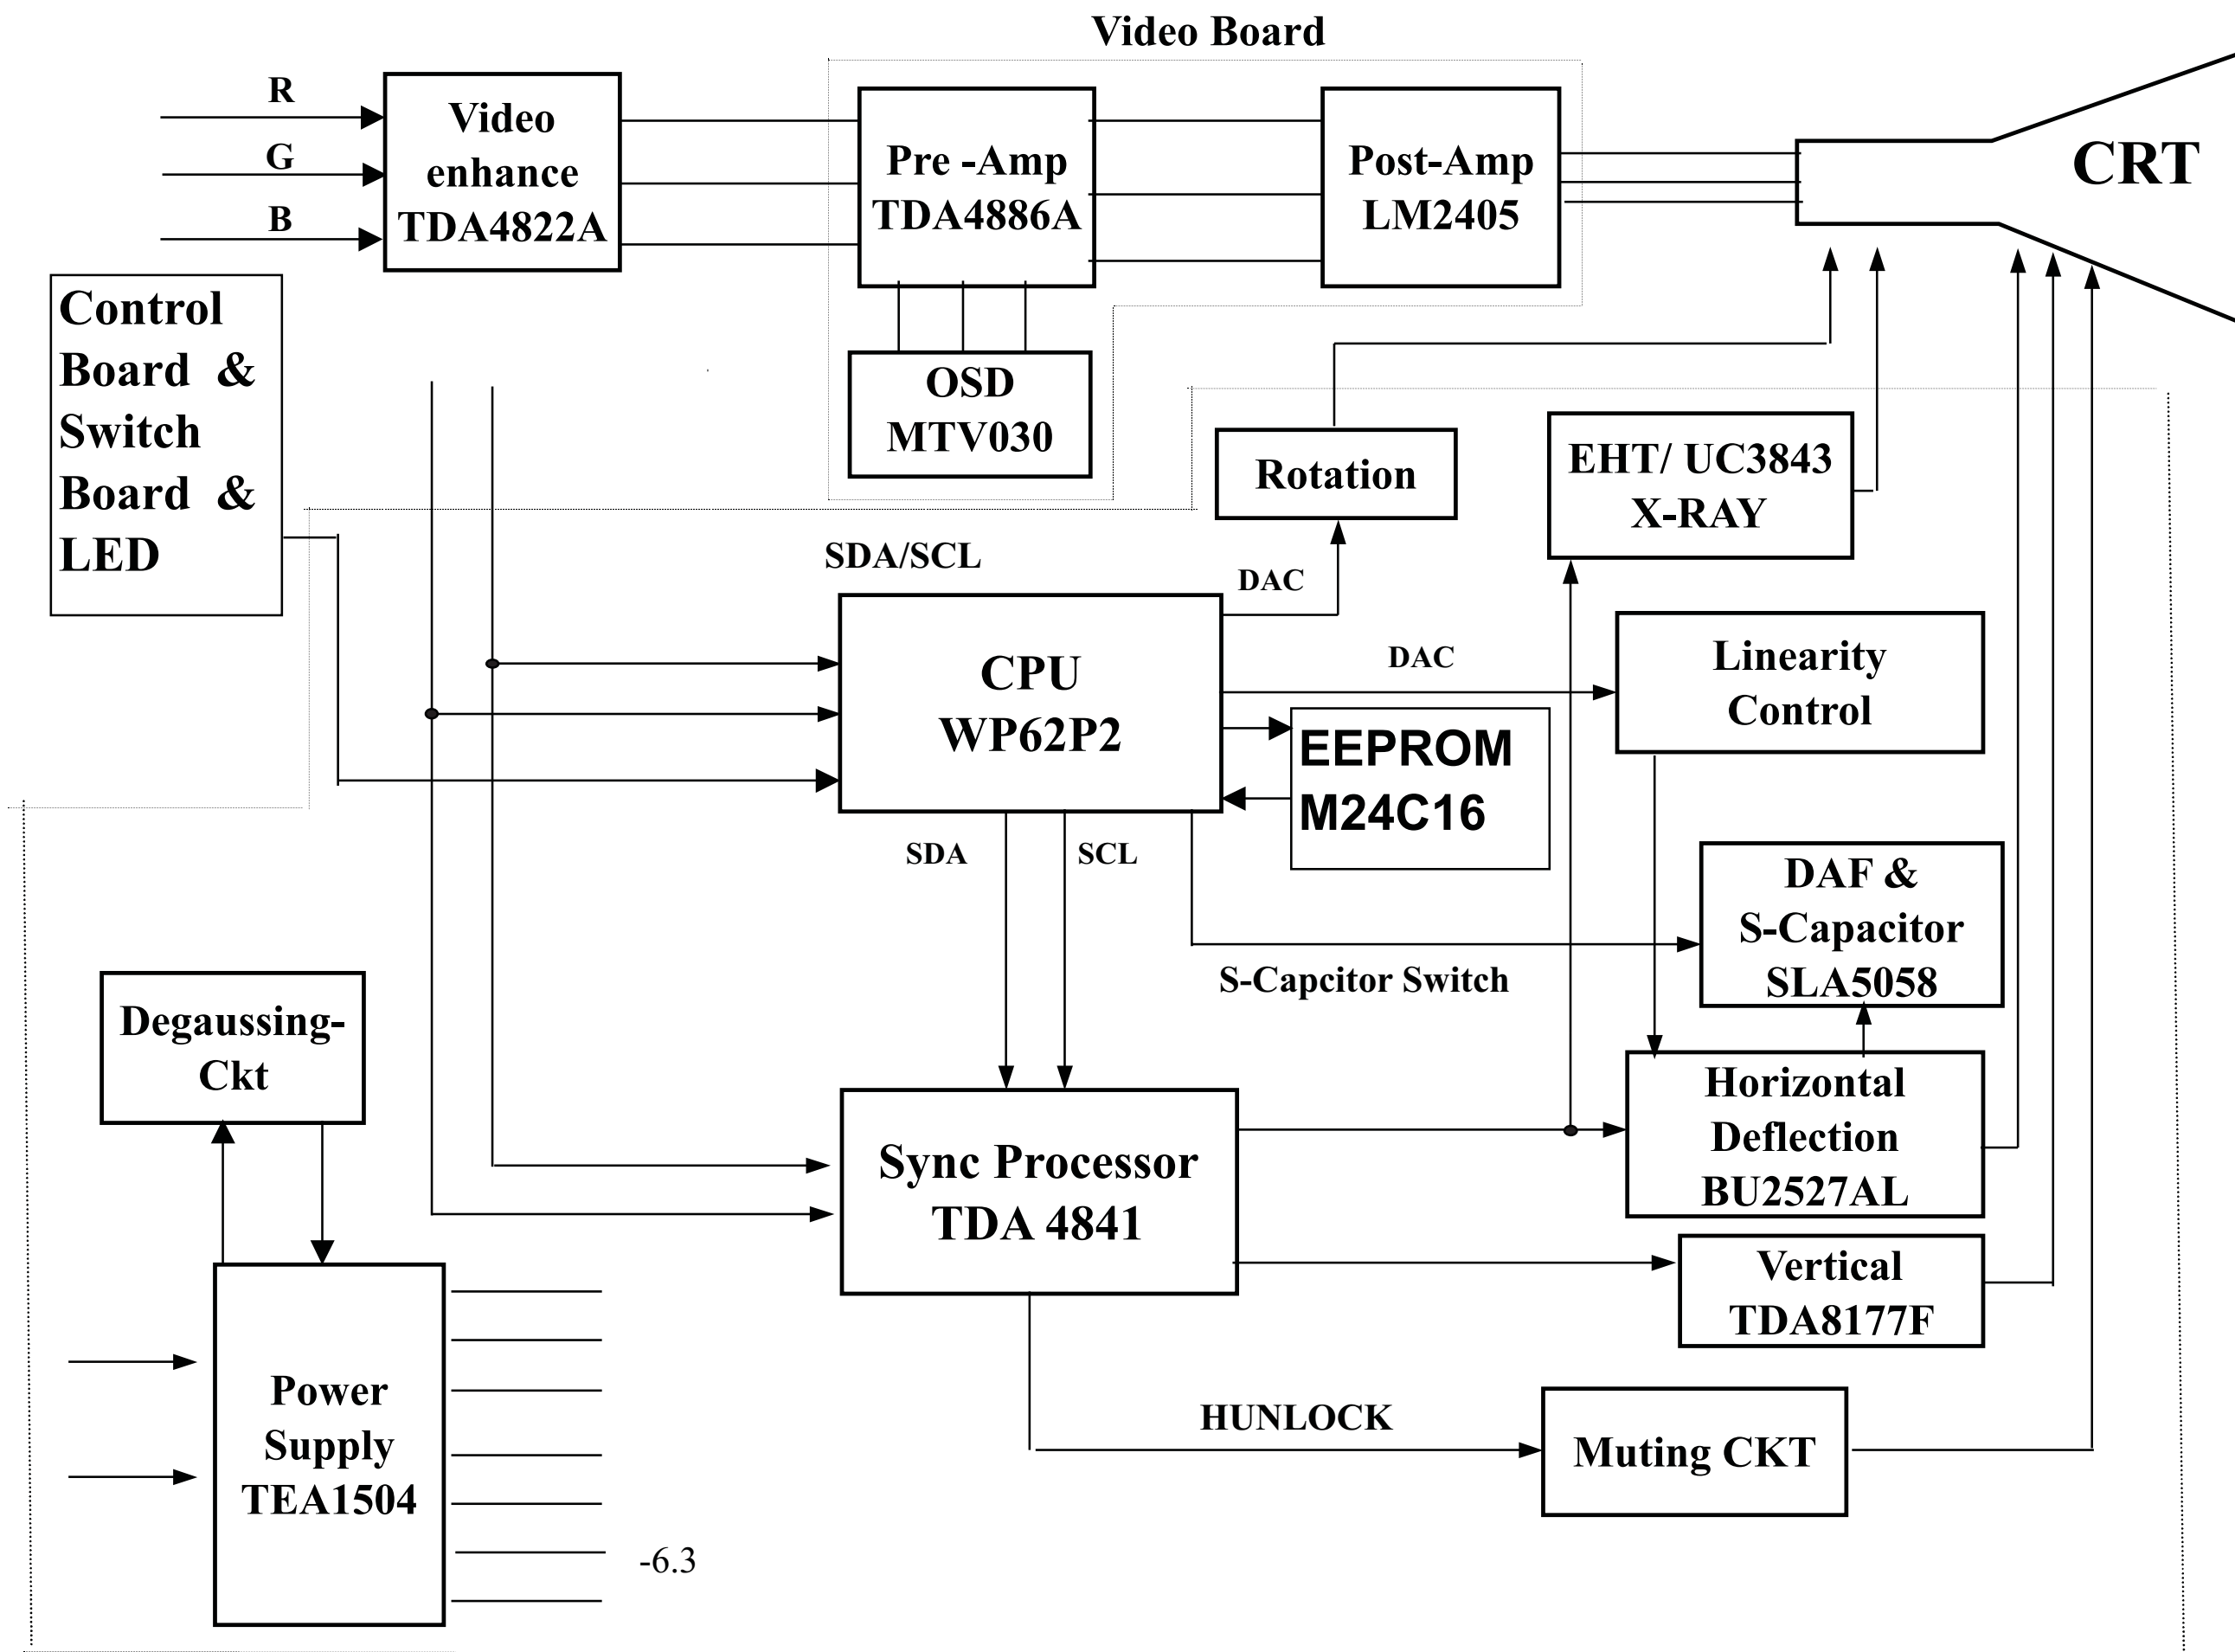 Video Board
R
G
B
Video
enhance
TDA4822A
Pre -Amp
TDA4886A
Post-Amp
LM2405
CRT
Control
Board &
Switch
Board &
LED
OSD
MTV030
Rotation
EHT/ UC3843
X-RAY
SDA/SCL
DAC
CPU
WP62P2
DAC
Linearity
Control
EEPROM
M24C16
SDA
SCL
DAF &
S-Capacitor
SLA5058
S-Capcitor Switch
Degaussing-
Ckt
Horizontal
Deflection
BU2527AL
Sync Processor
TDA 4841
Vertical
TDA8177F
Power
Supply
TEA1504
HUNLOCK
Muting CKT
-6.3